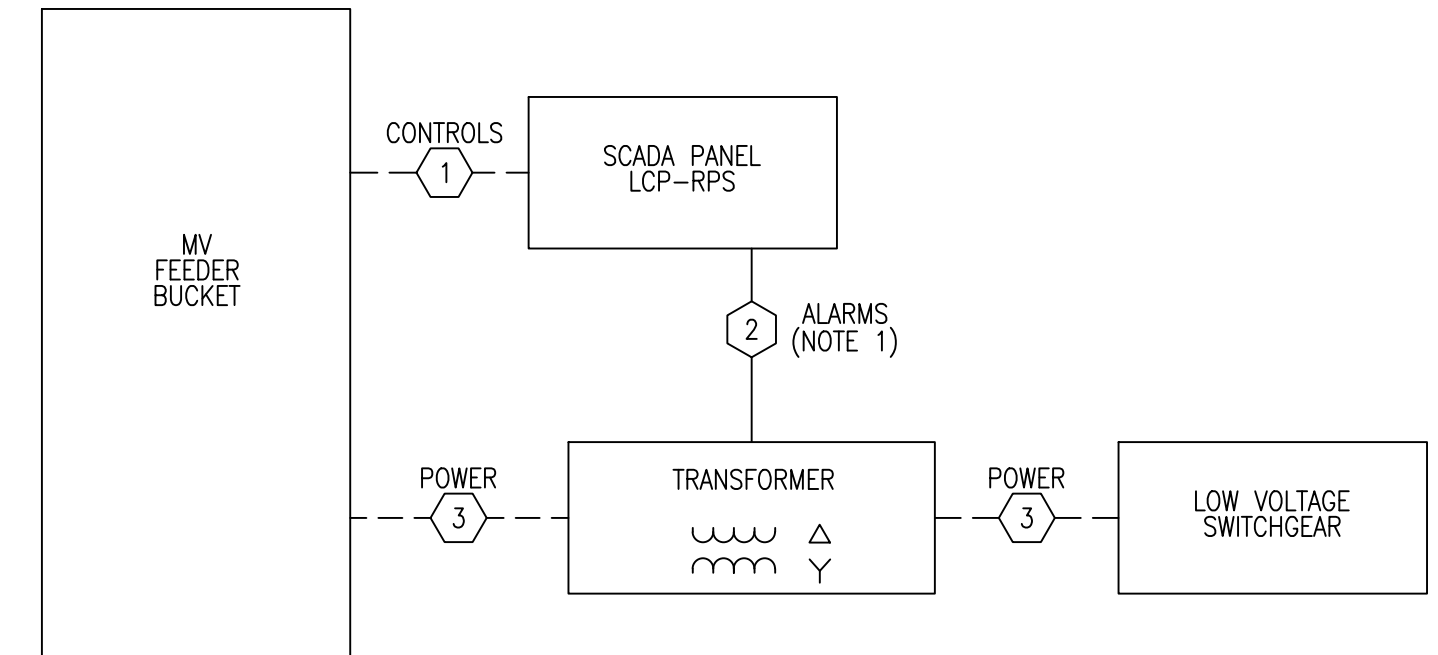 CONTROLS
1
SCADA PANEL
LCP-RPS
MV
FEEDER
BUCKET
2
ALARMS
(NOTE 1)
POWER
3
TRANSFORMER
POWER
3
LOW VOLTAGE
SWITCHGEAR